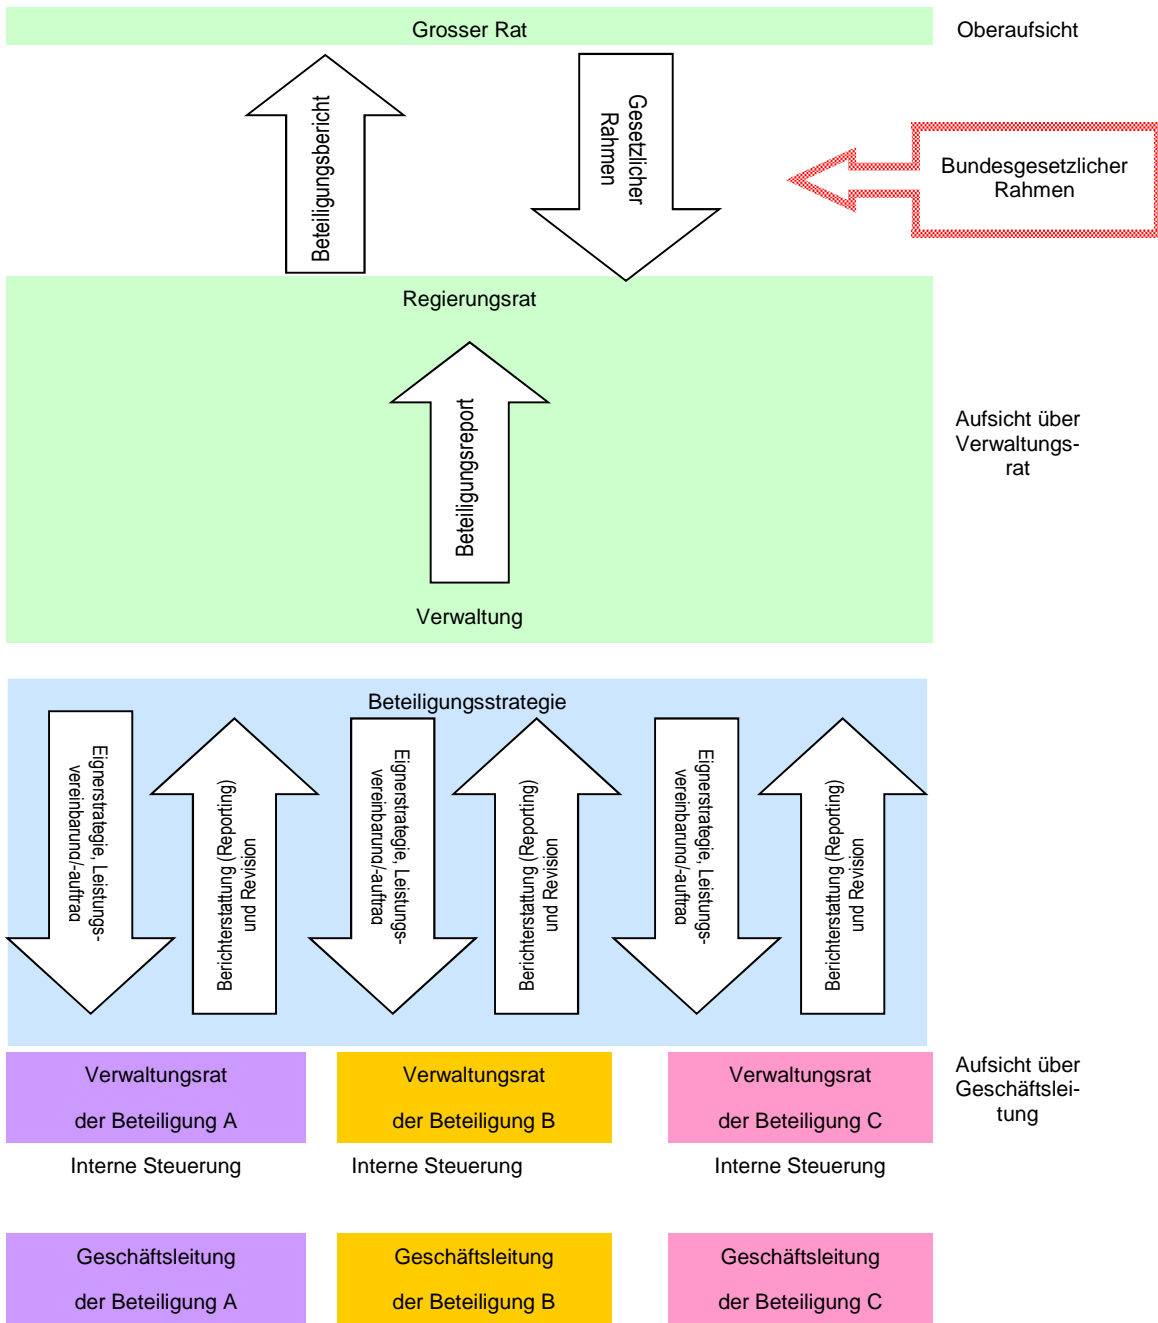 Grosser Rat
Oberaufsicht
Beteiligungsbericht
Gesetzlicher
Rahmen
Bundesgesetzlicher
Rahmen
Regierungsrat
Beteiligungsreport
Aufsicht über
Verwaltungs-
rat
Verwaltung
Beteiligungsstrategie
Eignerstrategie, Leistungs-
vereinbarung/-auftrag
Berichterstattung (Reporting)
und Revision
Eignerstrategie, Leistungs-
vereinbarung/-auftrag
Berichterstattung (Reporting)
und Revision
Eignerstrategie, Leistungs-
vereinbarung/-auftrag
Berichterstattung (Reporting)
und Revision
Verwaltungsrat
der Beteiligung A
Verwaltungsrat
der Beteiligung B
Verwaltungsrat
der Beteiligung C
Aufsicht über
Geschäftslei-
tung
Interne Steuerung
Interne Steuerung
Interne Steuerung
Geschäftsleitung
der Beteiligung A
Geschäftsleitung
der Beteiligung B
Geschäftsleitung
der Beteiligung C